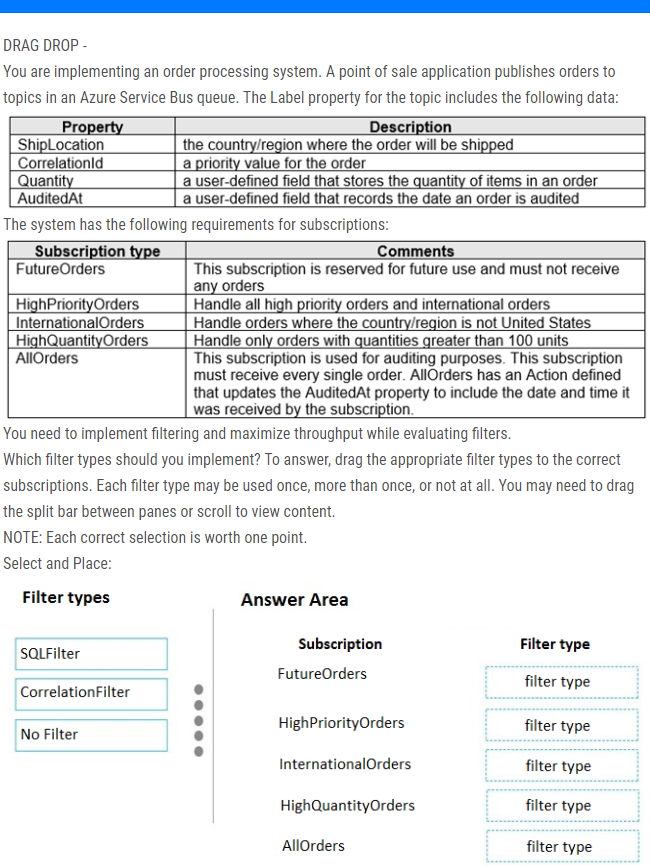 DRAG DROP -
You are implementing an order processing system. A point of sale application publishes orders to
topics in an Azure Service Bus queue. The Label property for the topic includes the following data:
Property Description
ShipLocation the country/region where the order will be shipped
CorrelationId a priority value for the order
Quantity a user-defined field that stores the quantity of items in an order
AuditedAt a user-defined field that records the date an order is audited
The system has the following requirements for subscriptions:
Subscription type Comments
FutureOrders This subscription is reserved for future use and must not receive
any orders
HighPriorityOrders Handle all high priority orders and international orders
InternationalOrders Handle orders where the country/region is not United States
HighQuantityOrders Handle only orders with quantities greater than 100 units
AllOrders This subscription is used for auditing purposes. This subscription
must receive every single order. AllOrders has an Action defined
that updates the AuditedAt property to include the date and time it
was received by the subscription.
You need to implement filtering and maximize throughput while evaluating filters.
Which filter types should you implement? To answer, drag the appropriate filter types to the correct
subscriptions. Each filter type may be used once, more than once, or not at all. You may need to drag
the split bar between panes or scroll to view content.
NOTE: Each correct selection is worth one point.
Select and Place:
Filter types
SQLFilter
CorrelationFilter
No Filter
Answer Area
Subscription Filter type
FutureOrders filter type
HighPriorityOrders filter type
InternationalOrders filter type
HighQuantityOrders filter type
AllOrders filter type